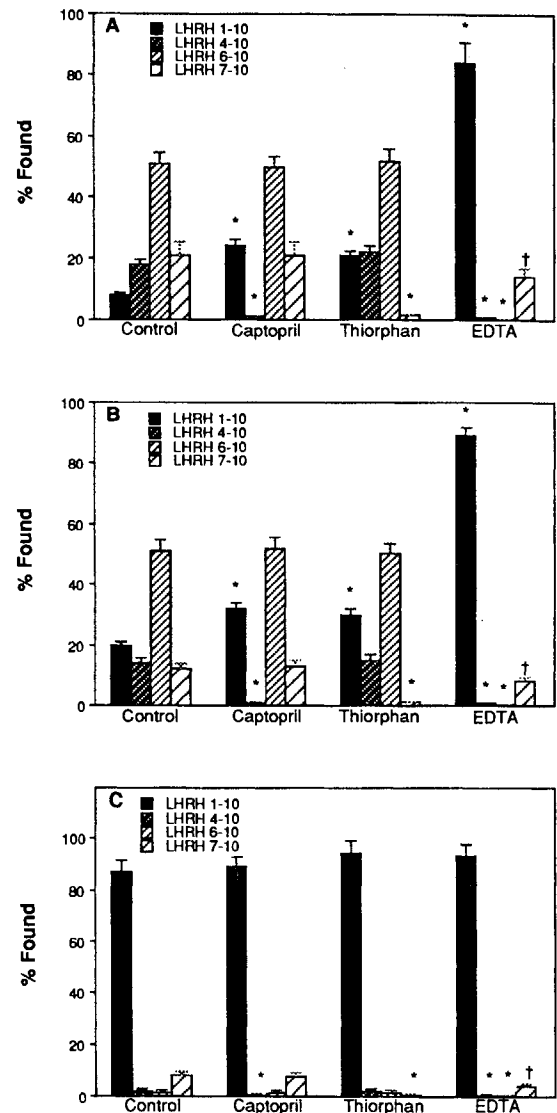 A
LHRH 1-10
LHRH 4-10
LHRH 6-10
LHRH 7-10
100
80
60
40
20
0
% Found
* * * * * * * * †
Control Captopril Thiorphan EDTA
B
LHRH 1-10
LHRH 4-10
LHRH 6-10
LHRH 7-10
100
80
60
40
20
0
% Found
* * * * * * * †
Control Captopril Thiorphan EDTA
C
LHRH 1-10
LHRH 4-10
LHRH 6-10
LHRH 7-10
100
80
60
40
20
0
% Found
* * * * †
Control Captopril Thiorphan EDTA